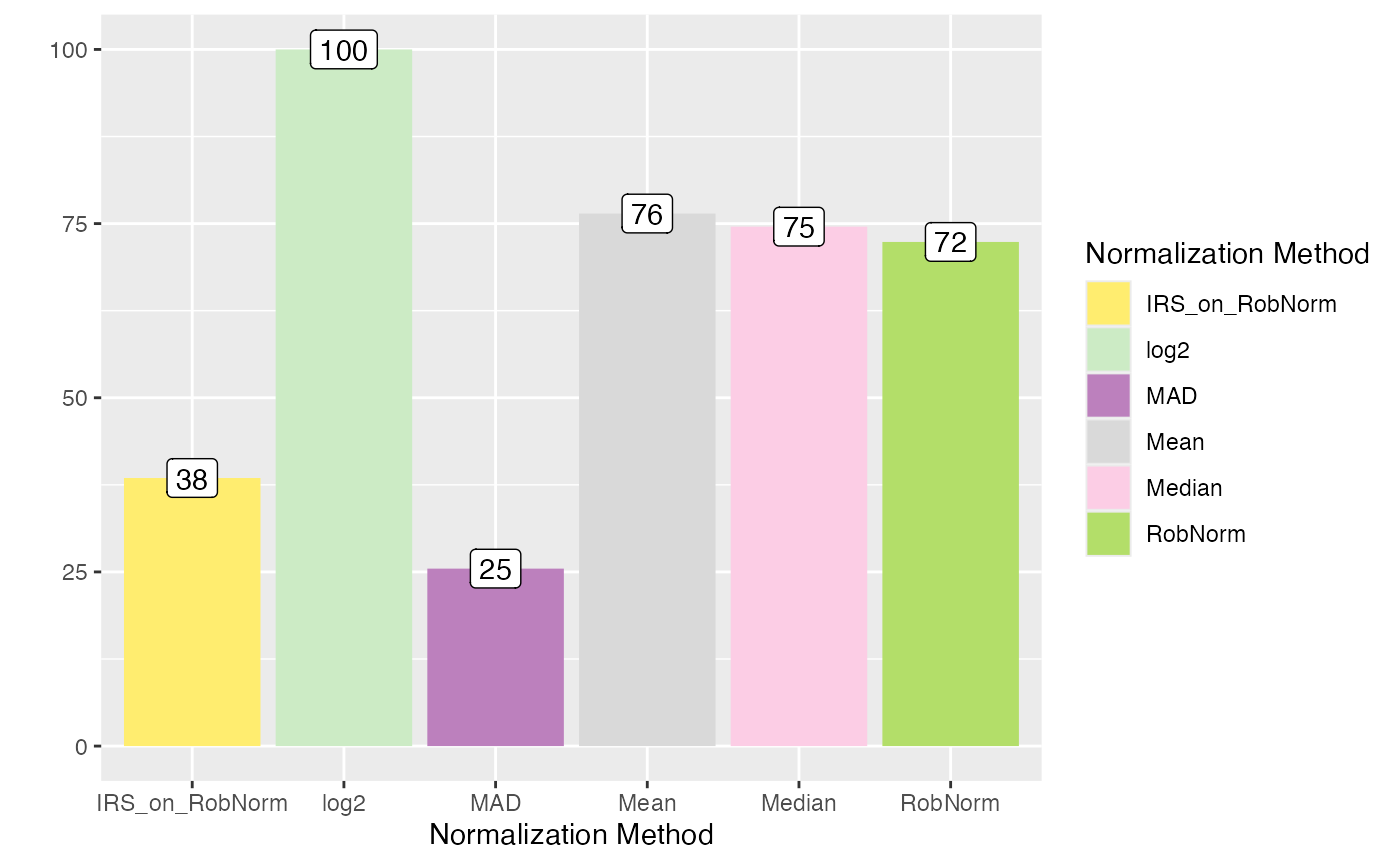 100
75
50
25
0
38
100
25
76
75
72
IRS_on_RobNorm
log2
MAD
Mean
Median
RobNorm
Normalization Method
Normalization Method
IRS_on_RobNorm
log2
MAD
Mean
Median
RobNorm